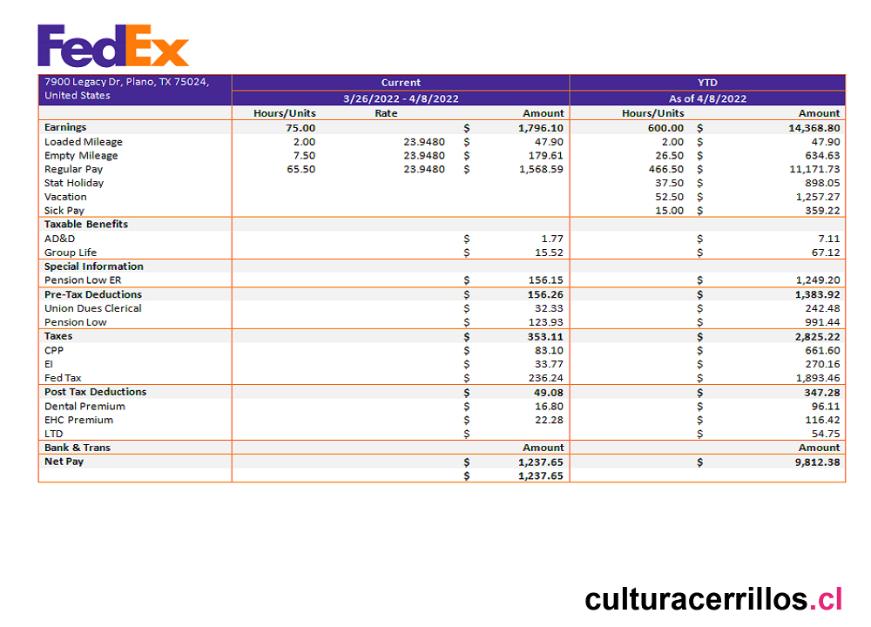 FedEx
7900 Legacy Dr, Plano, TX 75024, Current YTD
United States 3/26/2022 - 4/8/2022 As of 4/8/2022
Hours/Units Rate Amount Hours/Units Amount
Earnings 75.00 $ 1,796.10 600.00 $ 14,368.80
Loaded Mileage 2.00 23.9480 $ 47.90 2.00 $ 47.90
Empty Mileage 7.50 23.9480 $ 179.61 26.50 $ 634.63
Regular Pay 65.50 23.9480 $ 1,568.59 466.50 $ 11,171.73
Stat Holiday 37.50 $ 898.05
Vacation 52.50 $ 1,257.27
Sick Pay 15.00 $ 359.22
Taxable Benefits
AD&D $ 1.77 $ 7.11
Group Life $ 15.52 $ 67.12
Special Information
Pension Low ER $ 156.15 $ 1,249.20
Pre-Tax Deductions $ 156.26 $ 1,383.92
Union Dues Clerical $ 32.33 $ 242.48
Pension Low $ 123.93 $ 991.44
Taxes $ 353.11 $ 2,825.22
CPP $ 83.10 $ 661.60
EI $ 33.77 $ 270.16
Fed Tax $ 236.24 $ 1,893.46
Post Tax Deductions $ 49.08 $ 347.28
Dental Premium $ 16.80 $ 96.11
EHC Premium $ 22.28 $ 116.42
LTD $ $ 54.75
Bank & Trans Amount Amount
Net Pay $ 1,237.65 $ 9,812.38
$ 1,237.65
culturacerrillos.cl